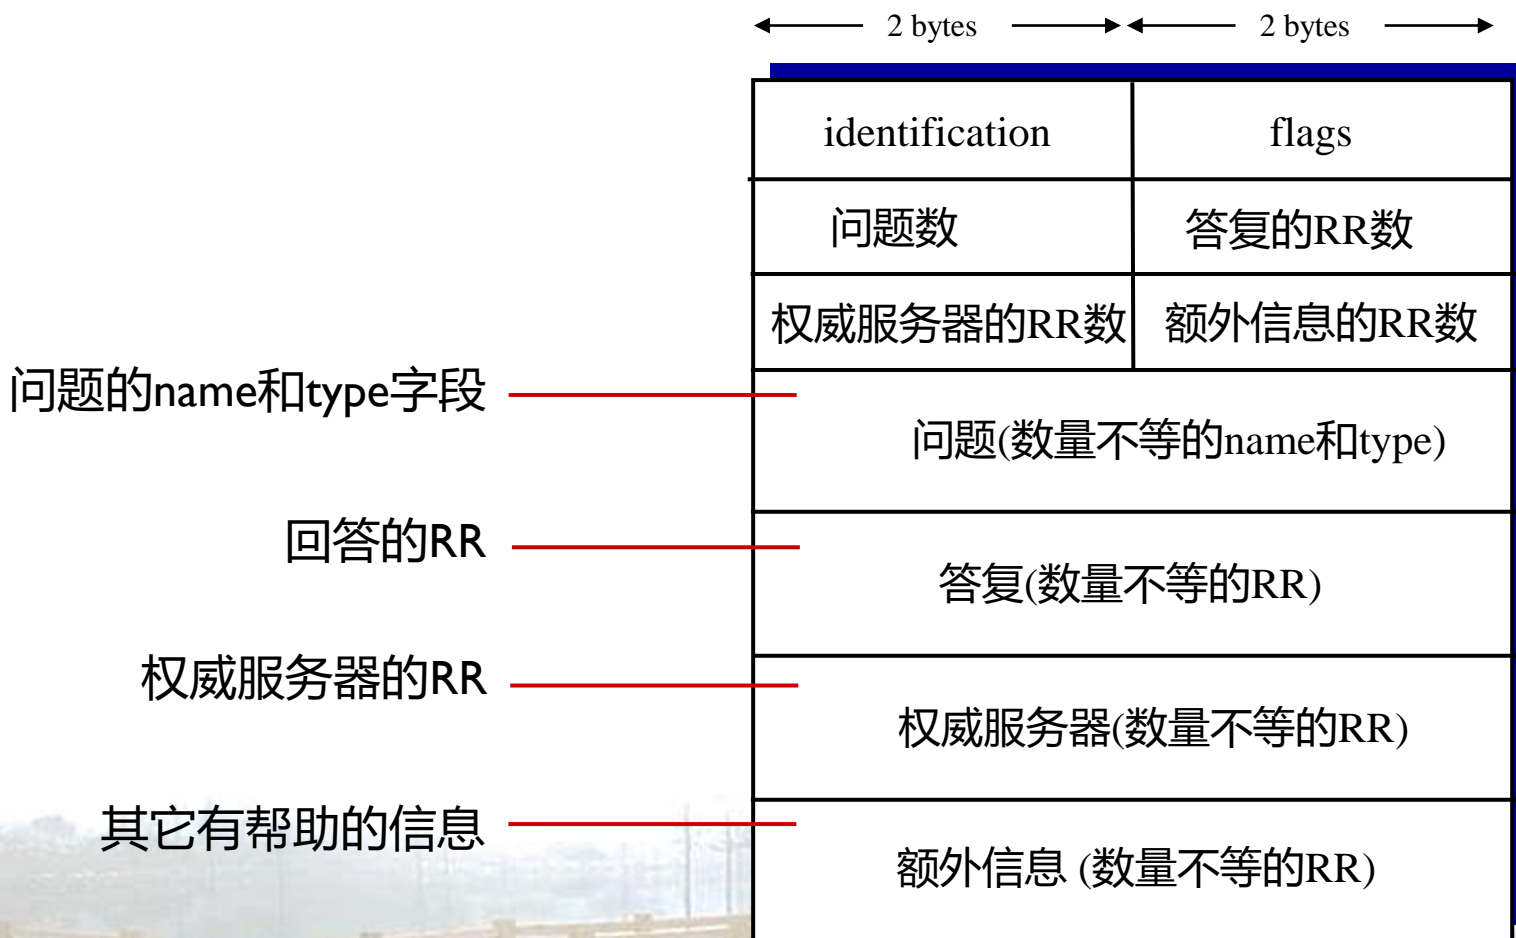 2 bytes 2 bytes
identification flags
问题数 答复的RR数
权威服务器的RR数 额外信息的RR数
问题的name和type字段
问题(数量不等的name和type)
回答的RR
答复(数量不等的RR)
权威服务器的RR
权威服务器(数量不等的RR)
其它有帮助的信息
额外信息 (数量不等的RR)